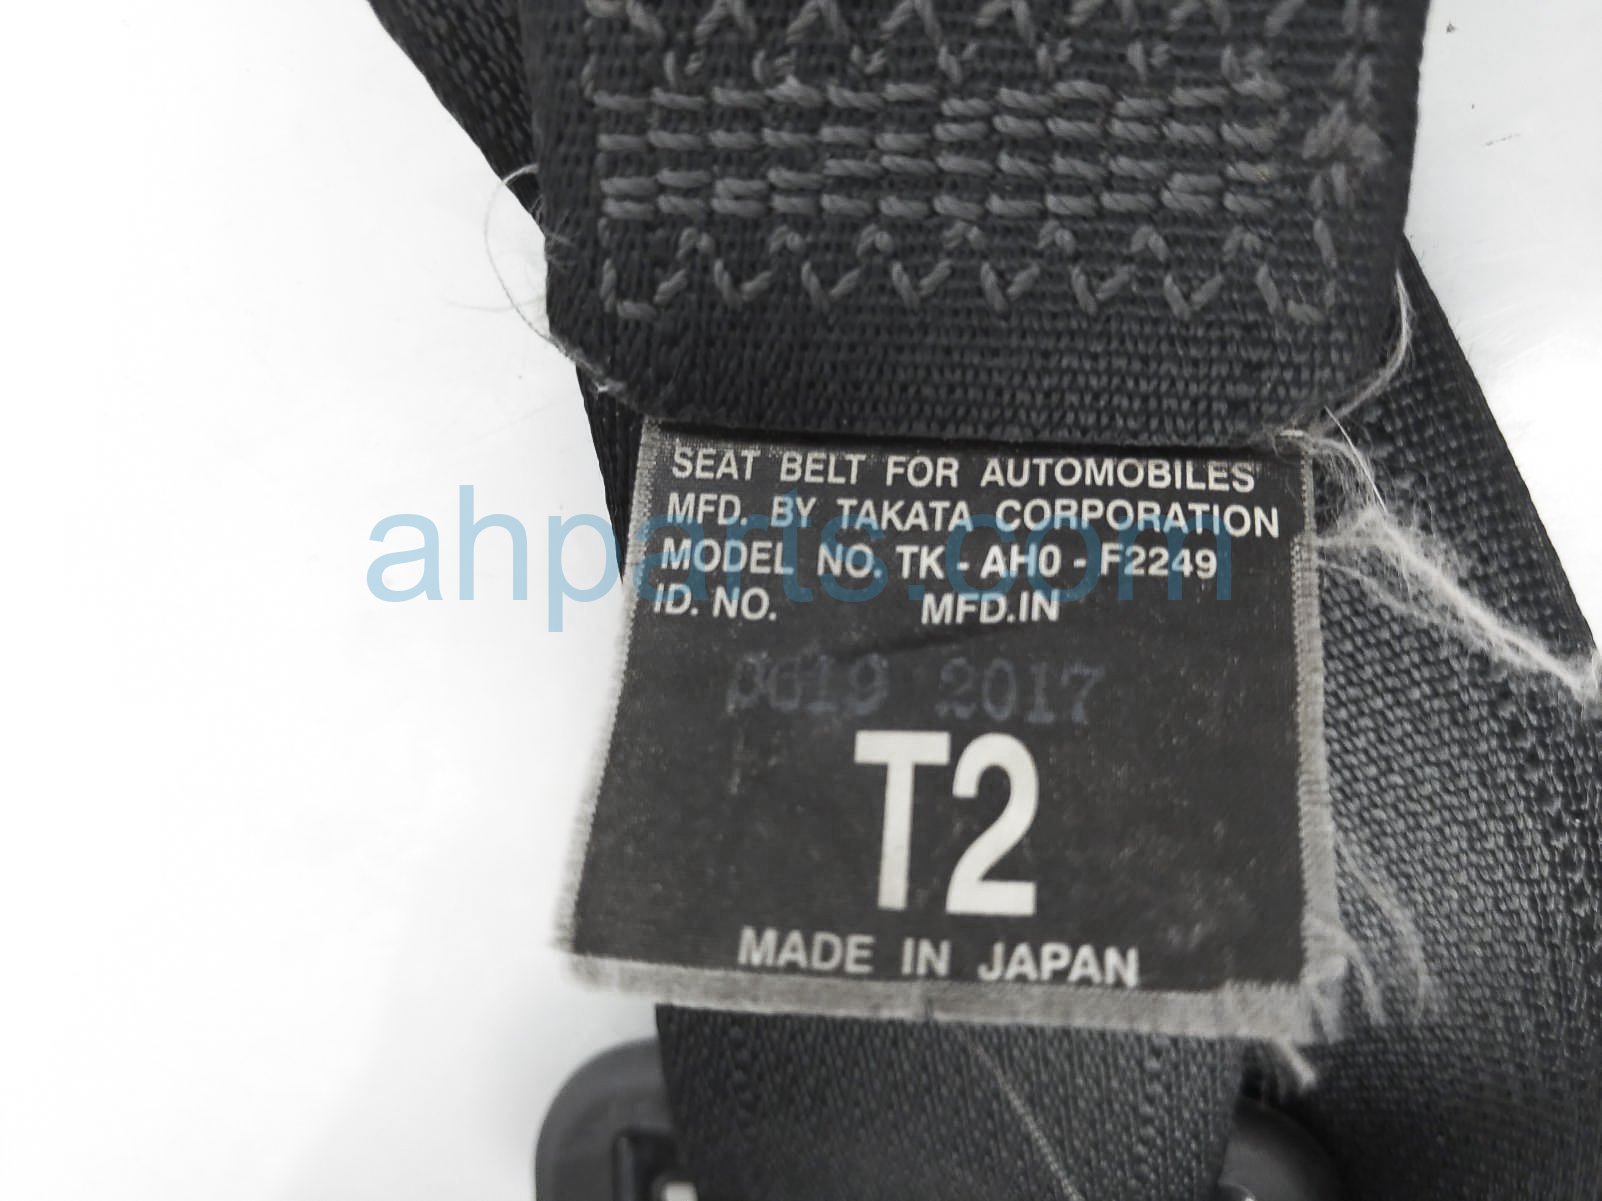 SEAT BELT FOR AUTOMOBILES
MFD. BY TAKATA CORPORATION
MODEL NO. TK - AH0 - F2249
ID. NO. MFD.IN
2017
T2
MADE IN JAPAN
ahparts.com